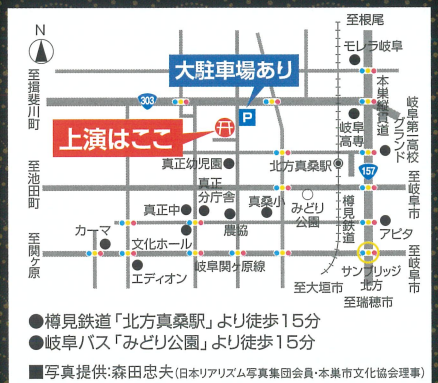 N
至根尾
モレラ岐阜
大駐車場あり
至揖斐川町
303
P
本巣縦貫道
岐阜第一高校
グランド
上演はここ
岐阜高専
真正幼児園
北方真桑駅
157
至池田町
真正分庁舎
真桑小
みどり公園
至岐阜市
真正中
農協
樽見鉄道
アピタ
カーマ
文化ホール
至関ヶ原
エディオン
岐阜関ヶ原線
サンブリッジ北方
至岐阜市
至大垣市
至瑞穂市
●樽見鉄道「北方真桑駅」より徒歩15分
●岐阜バス「みどり公園」より徒歩15分
■写真提供:森田忠夫(日本リアリズム写真集団会員・本巣市文化協会理事)